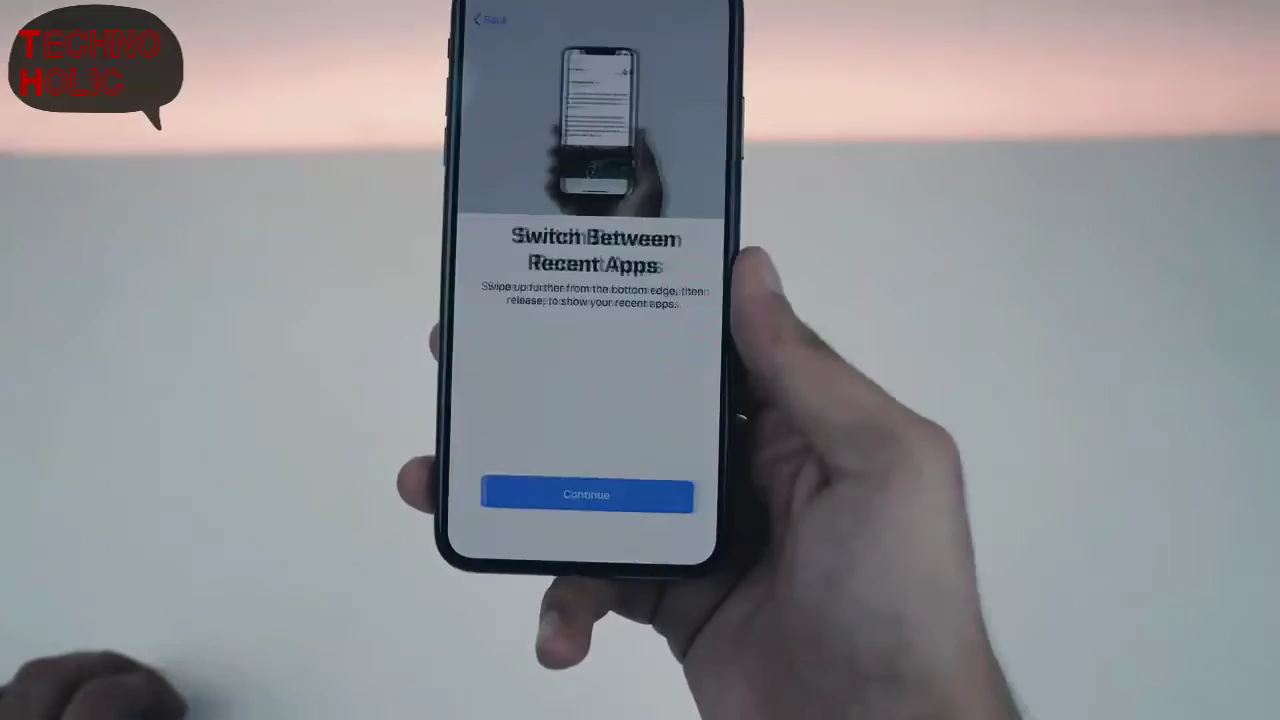 TECHNO
HOLIC
Back
Switch Between
Recent Apps
Swipe up further from the bottom edge, then
release, to show your recent apps.
Continue